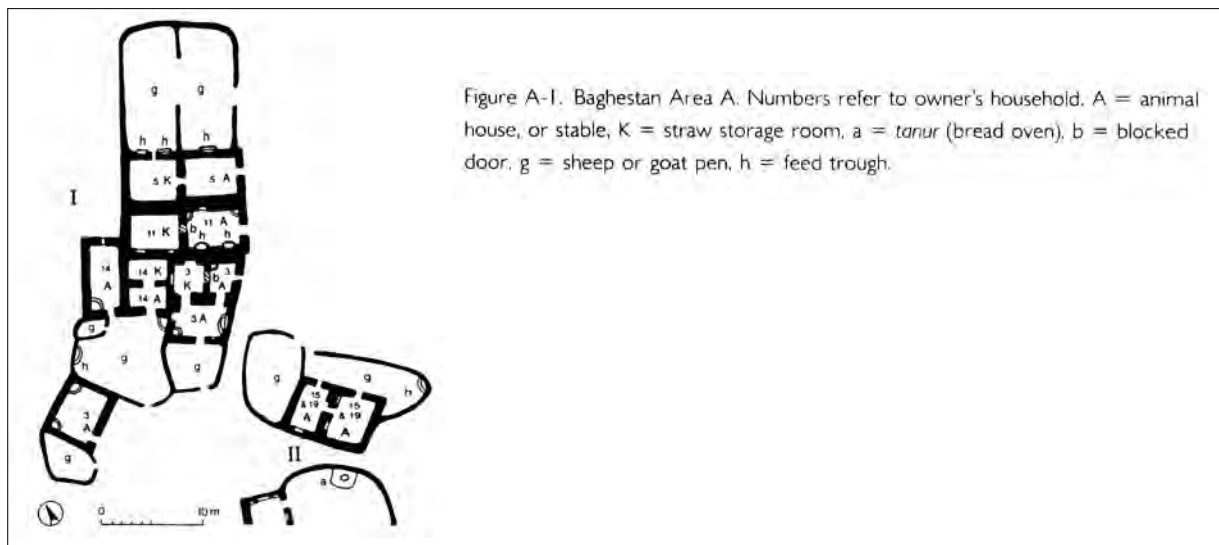 g g
h h h
5 K 5 A
I
11 K b 11 A
h h
14 A 14 K 3 K b 3 A
14 A 3 A
g
h g g
3 A
g
g g h
15 & 19 A 15 & 19 A
II
a
0 10 m
Figure A-1. Baghestan Area A. Numbers refer to owner's household. A = animal
house, or stable, K = straw storage room, a = tanur (bread oven), b = blocked
door, g = sheep or goat pen, h = feed trough.